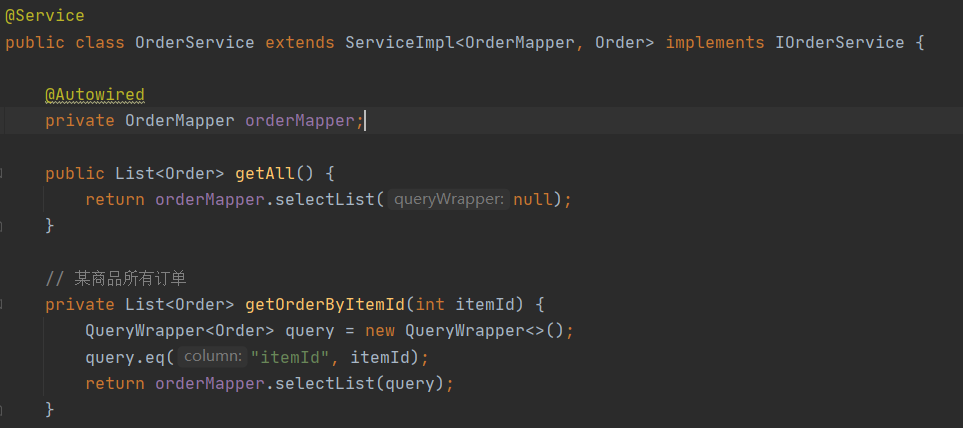 @Service
public class OrderService extends ServiceImpl<OrderMapper, Order> implements IOrderService {
@Autowired
private OrderMapper orderMapper;
public List<Order> getAll() {
return orderMapper.selectList( queryWrapper: null);
}
// 某商品所有订单
private List<Order> getOrderByItemId(int itemId) {
QueryWrapper<Order> query = new QueryWrapper<>();
query.eq( column: "itemId", itemId);
return orderMapper.selectList(query);
}